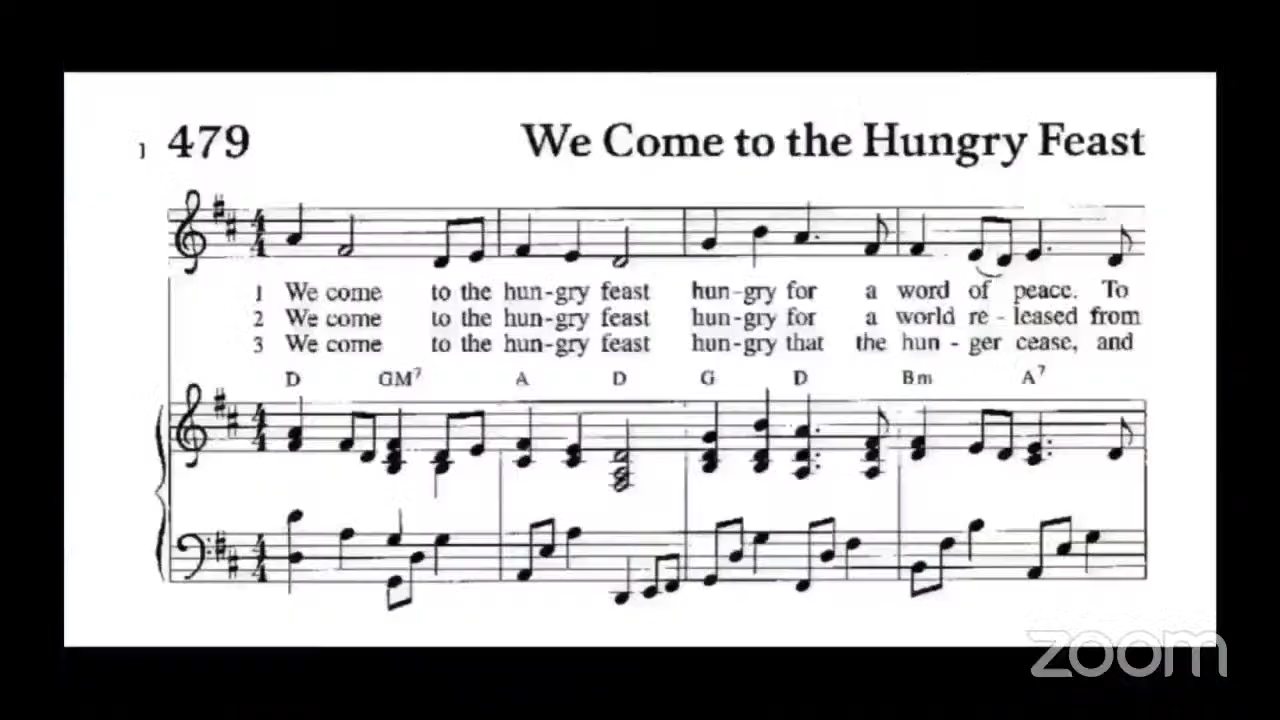 1 479 We Come to the Hungry Feast
1 We come to the hun-gry feast hun-gry for a word of peace. To
2 We come to the hun-gry feast hun-gry for a world re-leased from
3 We come to the hun-gry feast hun-gry that the hun-ger cease, and
D GM7 A D G D Bm A7
zoom